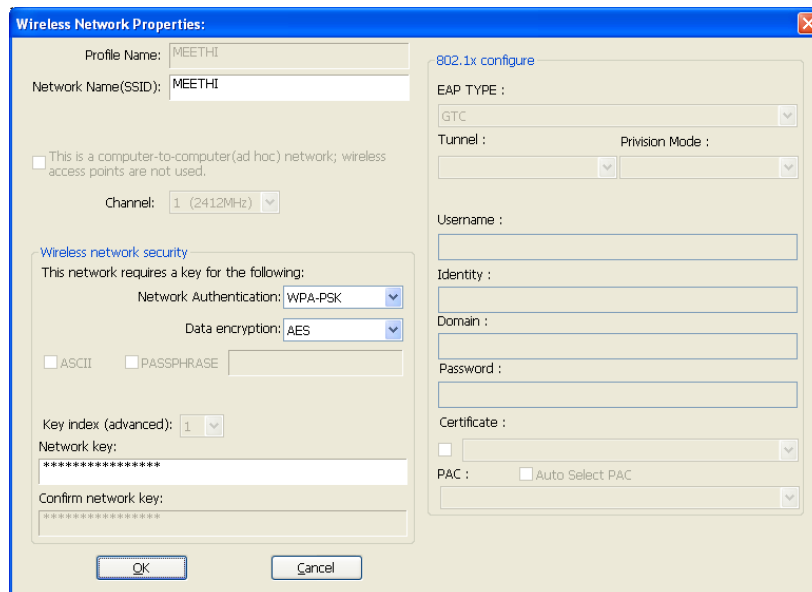 Wireless Network Properties:
Profile Name: MEETHI
Network Name(SSID): MEETHI
This is a computer-to-computer(ad hoc) network; wireless
access points are not used.
Channel: 1 (2412MHz)
Wireless network security
This network requires a key for the following:
Network Authentication: WPA-PSK
Data encryption: AES
ASCII PASSPHRASE
Key index (advanced): 1
Network key:
****************
Confirm network key:
****************
OK Cancel
802.1x configure
EAP TYPE :
GTC
Tunnel : Privision Mode :
Username :
Identity :
Domain :
Password :
Certificate :
PAC : Auto Select PAC